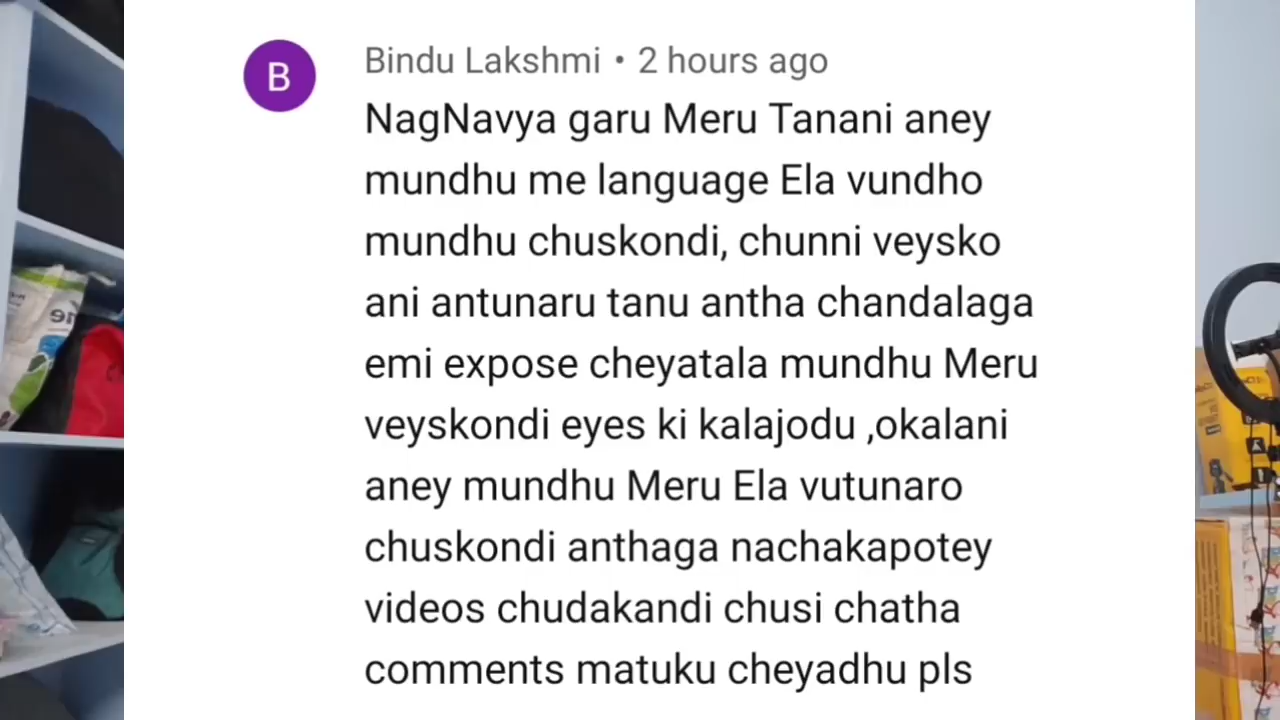 B
Bindu Lakshmi • 2 hours ago
NagNavya garu Meru Tanani aney
mundhu me language Ela vundho
mundhu chuskondi, chunni veysko
ani antunaru tanu antha chandalaga
emi expose cheyatala mundhu Meru
veyskondi eyes ki kalajodu ,okalani
aney mundhu Meru Ela vutunaro
chuskondi anthaga nachakapotey
videos chudakandi chusi chatha
comments matuku cheyadhu pls